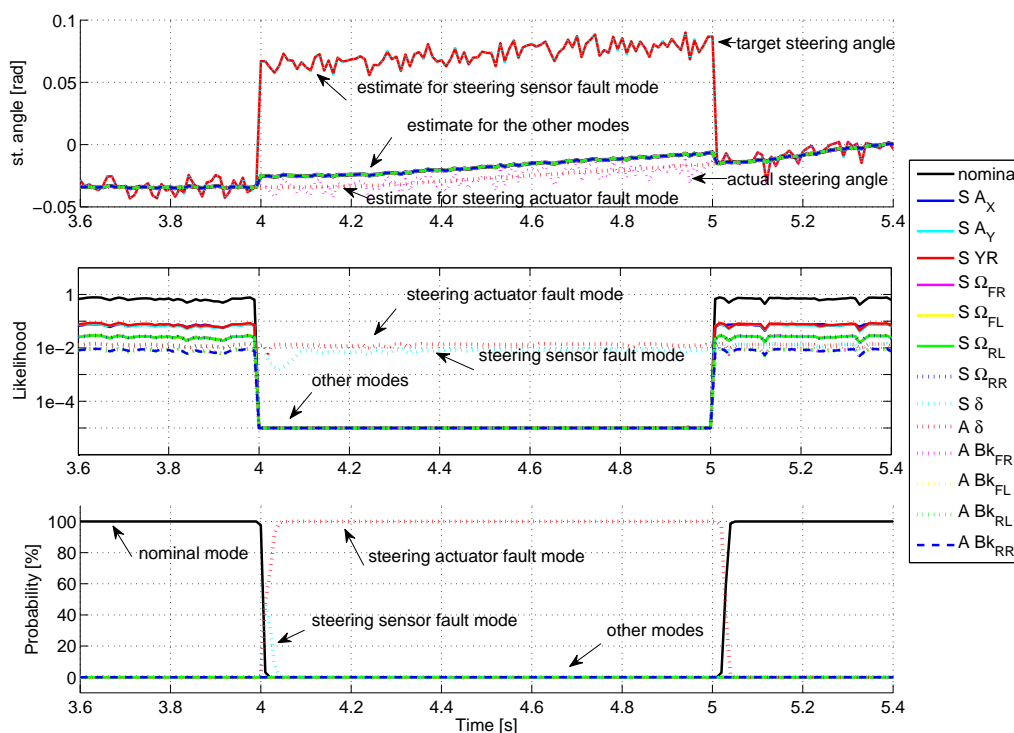 0.1
0.05
0
−0.05
st. angle [rad]
target steering angle
estimate for steering sensor fault mode
estimate for the other modes
actual steering angle
estimate for steering actuator fault mode
3.6 3.8 4 4.2 4.4 4.6 4.8 5 5.2 5.4
1
1e−2
1e−4
Likelihood
steering actuator fault mode
steering sensor fault mode
other modes
3.6 3.8 4 4.2 4.4 4.6 4.8 5 5.2 5.4
100
80
60
40
20
0
Probability [%]
nominal mode
steering actuator fault mode
steering sensor fault mode
other modes
3.6 3.8 4 4.2 4.4 4.6 4.8 5 5.2 5.4
Time [s]
nomina
S A_X
S A_Y
S YR
S Ω_FR
S Ω_FL
S Ω_RL
S Ω_RR
S δ
A δ
A Bk_FR
A Bk_FL
A Bk_RL
A Bk_RR